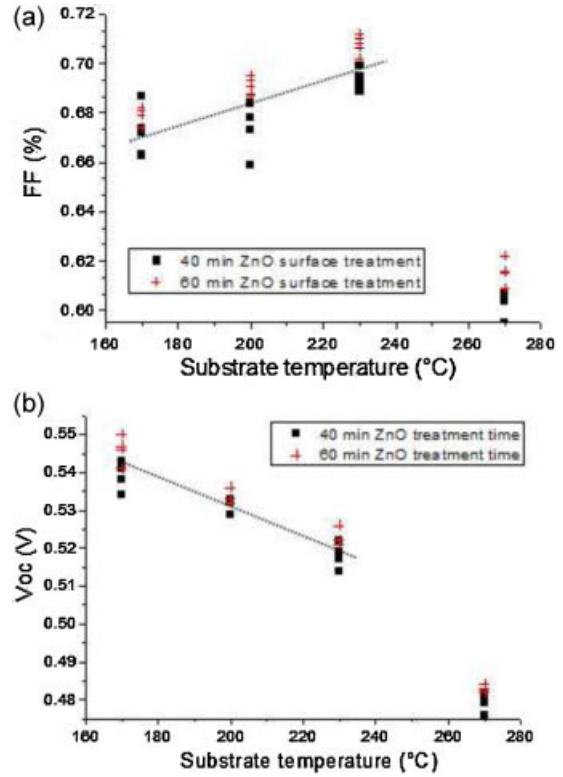 (a)
0.72
0.70
0.68
0.66
0.62
0.60
FF (%)
40 min ZnO surface treatment
60 min ZnO surface treatment
160 180 200 220 240 260 280
Substrate temperature (°C)
(b)
0.55
0.54
0.53
0.52
0.51
0.50
0.49
0.48
Voc (V)
40 min ZnO treatment time
60 min ZnO treatment time
160 180 200 220 240 260 280
Substrate temperature (°C)